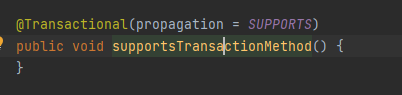 @Transactional(propagation = SUPPORTS)
public void supportsTransactionMethod() {
}